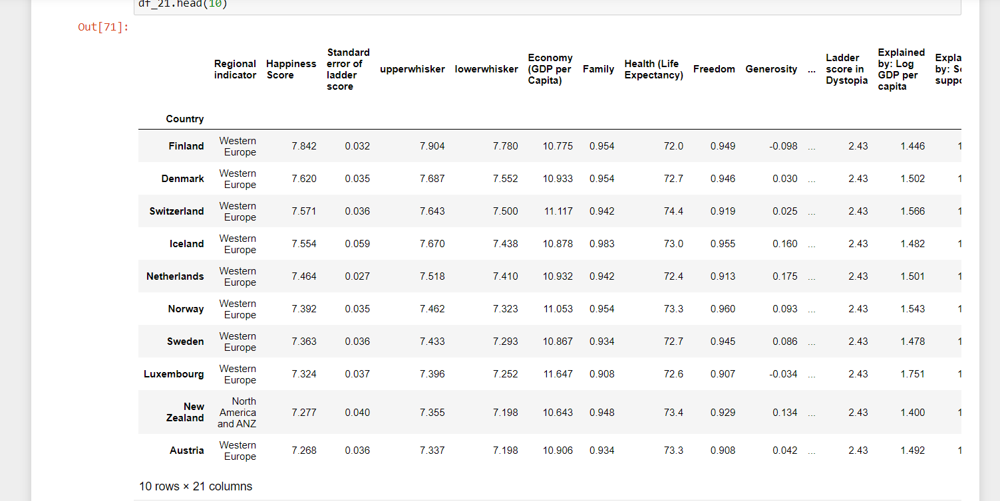 df_21.head(10)
Out[71]:
Regional indicator Happiness Score Standard error of ladder score upperwhisker lowerwhisker Economy (GDP per Capita) Family Health (Life Expectancy) Freedom Generosity ... Ladder score in Dystopia Explained by: Log GDP per capita Expla by: So suppo
Country
Finland Western Europe 7.842 0.032 7.904 7.780 10.775 0.954 72.0 0.949 -0.098 ... 2.43 1.446 1
Denmark Western Europe 7.620 0.035 7.687 7.552 10.933 0.954 72.7 0.946 0.030 ... 2.43 1.502 1
Switzerland Western Europe 7.571 0.036 7.643 7.500 11.117 0.942 74.4 0.919 0.025 ... 2.43 1.566 1
Iceland Western Europe 7.554 0.059 7.670 7.438 10.878 0.983 73.0 0.955 0.160 ... 2.43 1.482 1
Netherlands Western Europe 7.464 0.027 7.518 7.410 10.932 0.942 72.4 0.913 0.175 ... 2.43 1.501 1
Norway Western Europe 7.392 0.035 7.462 7.323 11.053 0.954 73.3 0.960 0.093 ... 2.43 1.543 1
Sweden Western Europe 7.363 0.036 7.433 7.293 10.867 0.934 72.7 0.945 0.086 ... 2.43 1.478 1
Luxembourg Western Europe 7.324 0.037 7.396 7.252 11.647 0.908 72.6 0.907 -0.034 ... 2.43 1.751 1
New Zealand North America and ANZ 7.277 0.040 7.355 7.198 10.643 0.948 73.4 0.929 0.134 ... 2.43 1.400 1
Austria Western Europe 7.268 0.036 7.337 7.198 10.906 0.934 73.3 0.908 0.042 ... 2.43 1.492 1
10 rows × 21 columns